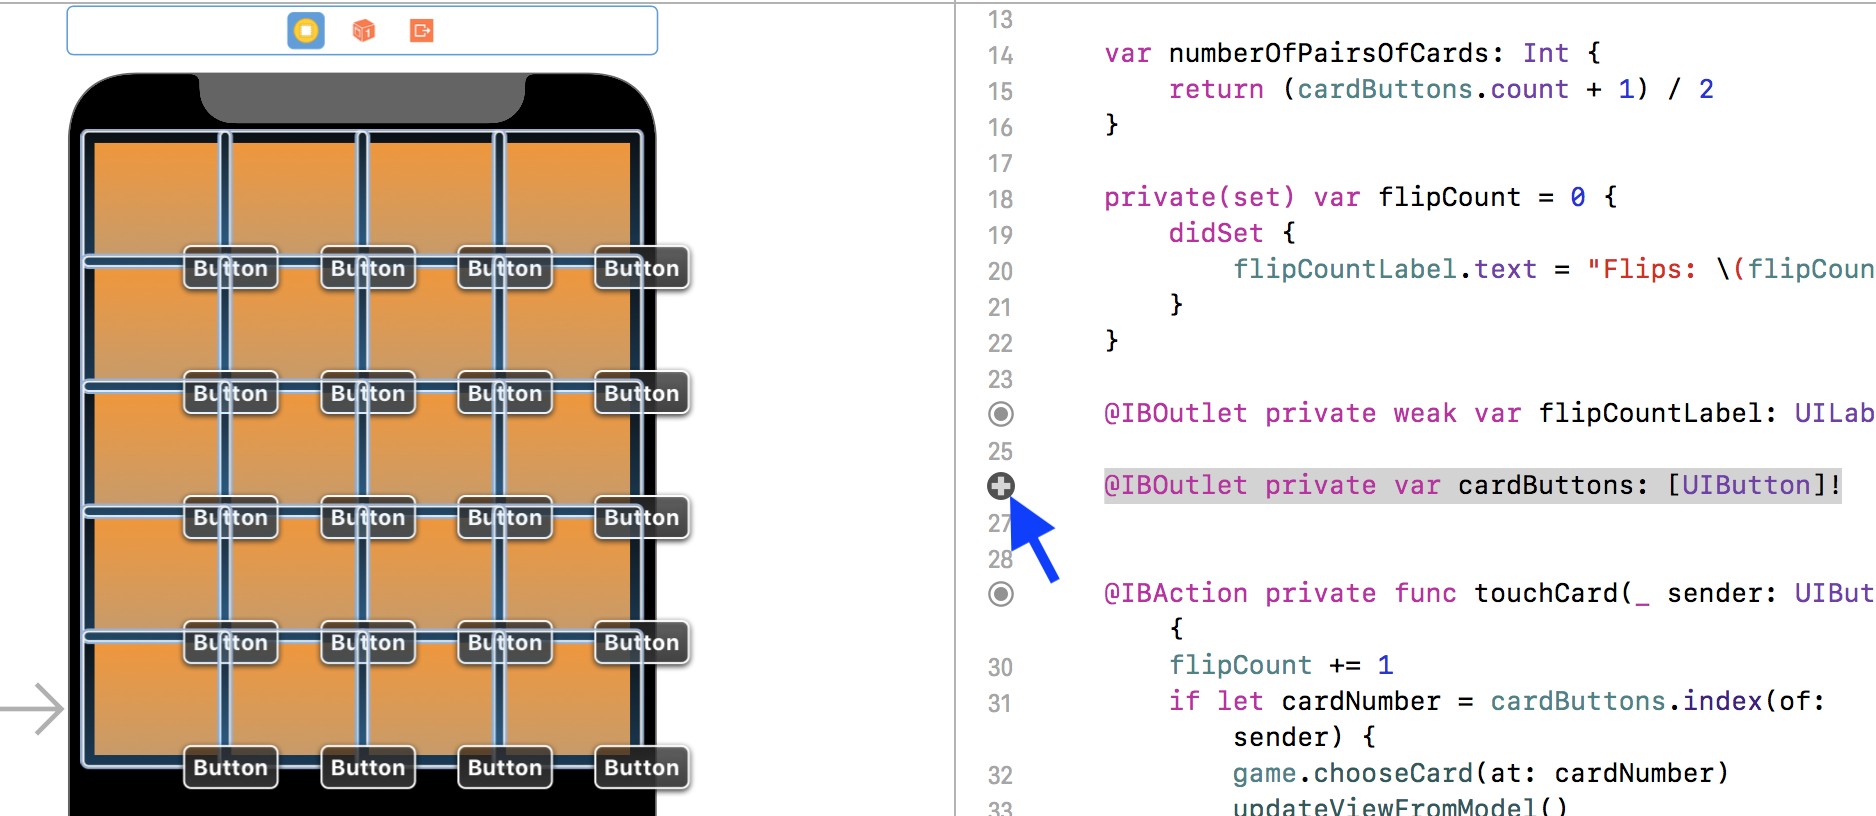 1
Button Button Button Button
Button Button Button Button
Button Button Button Button
Button Button Button Button
Button Button Button Button
13
14 var numberOfPairsOfCards: Int {
15 return (cardButtons.count + 1) / 2
16 }
17
18 private(set) var flipCount = 0 {
19 didSet {
20 flipCountLabel.text = "Flips: \(flipCoun
21 }
22 }
23
@IBOutlet private weak var flipCountLabel: UILab
25
@IBOutlet private var cardButtons: [UIButton]!
27
28
@IBAction private func touchCard(_ sender: UIBut
{
30 flipCount += 1
31 if let cardNumber = cardButtons.index(of:
sender) {
32 game.chooseCard(at: cardNumber)
33 updateViewFromModel()